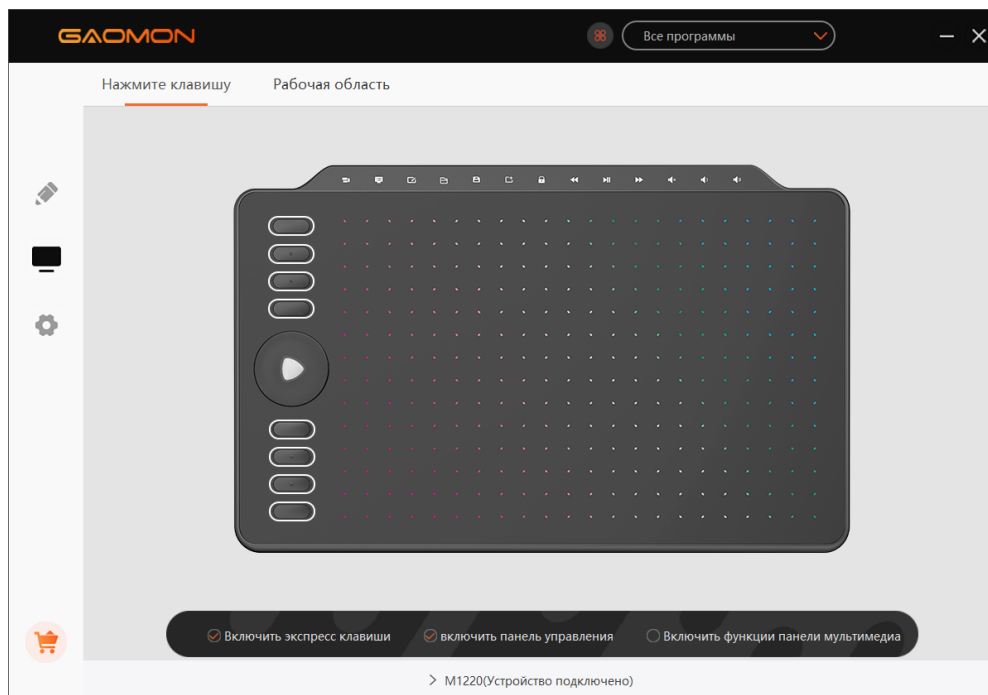 GAOMON
Все программы
Нажмите клавишу
Рабочая область
Включить экспресс клавиши
включить панель управления
Включить функции панели мультимедиа
M1220(Устройство подключено)